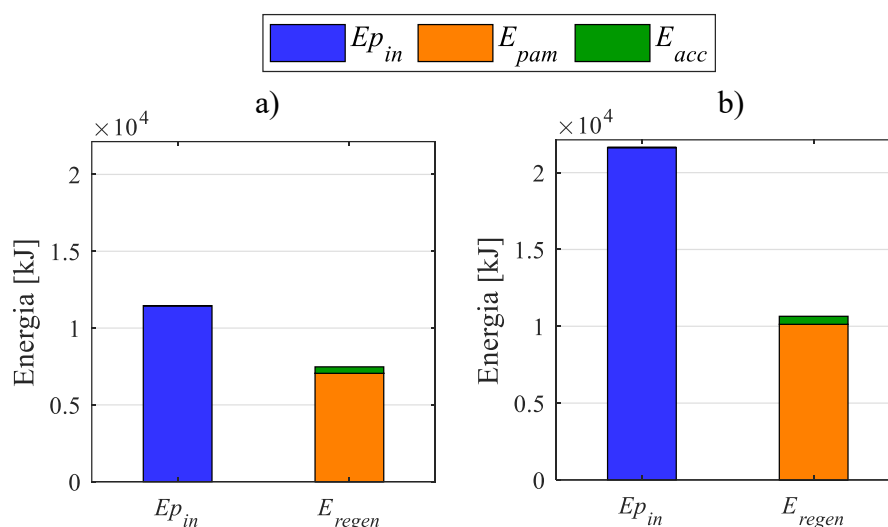 Ep_in E_pam E_acc
a)
×10^4
2
1.5
1
0.5
0
Energia [kJ]
Ep_in E_regen
b)
×10^4
2
1.5
1
0.5
0
Energia [kJ]
Ep_in E_regen